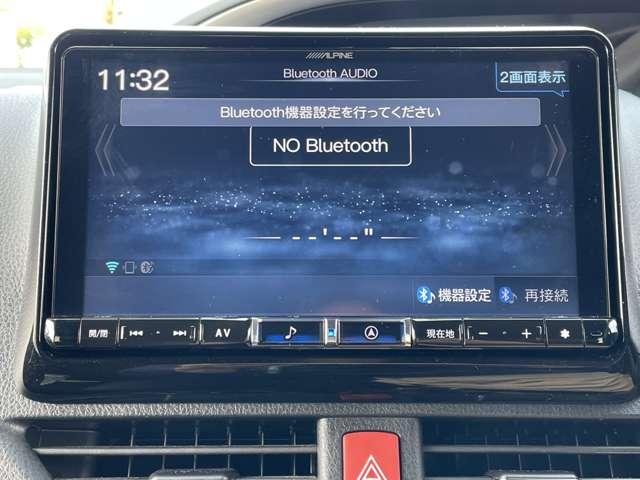 ALPINE
11:32
Bluetooth AUDIO
2画面表示
Bluetooth機器設定を行ってください
NO Bluetooth
--'--"
機器設定 再接続
開/閉 AV 現在地 − +